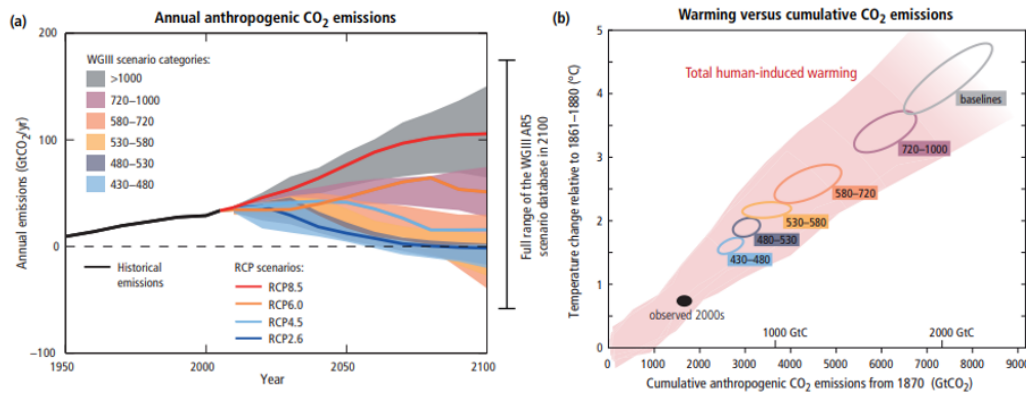 (a)
Annual anthropogenic CO₂ emissions
200
100
0
−100
Annual emissions (GtCO₂/yr)
WGIII scenario categories:
>1000
720–1000
580–720
530–580
480–530
430–480
Historical
emissions
RCP scenarios:
RCP8.5
RCP6.0
RCP4.5
RCP2.6
1950
2000
2050
2100
Year
Full range of the WGIII AR5
scenario database in 2100
(b)
Warming versus cumulative CO₂ emissions
5
4
3
2
1
0
Temperature change relative to 1861–1880 (°C)
Total human-induced warming
baselines
720–1000
580–720
530–580
480–530
430–480
observed 2000s
1000 GtC
2000 GtC
0
1000
2000
3000
4000
5000
6000
7000
8000
9000
Cumulative anthropogenic CO₂ emissions from 1870 (GtCO₂)